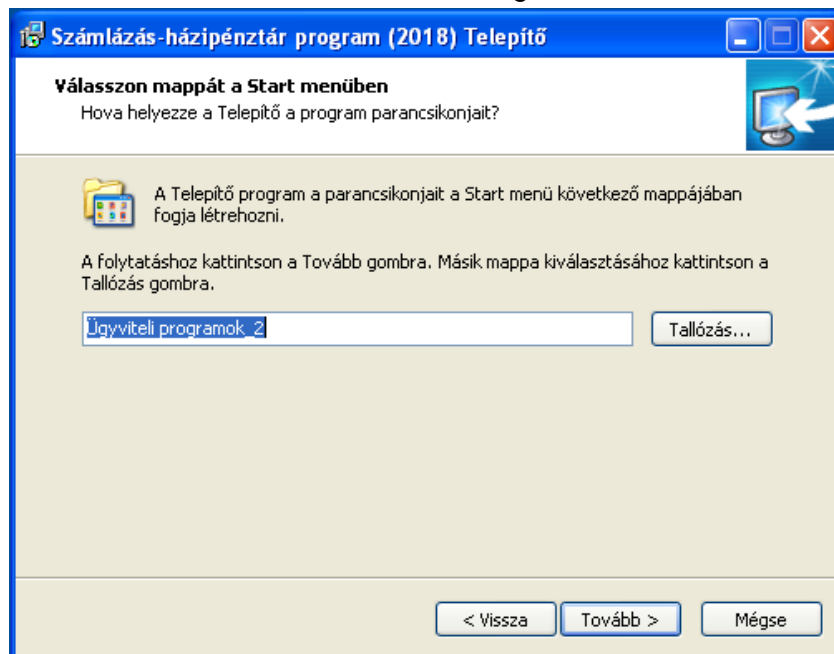 Számlázás-házipénztár program (2018) Telepítő
Válasszon mappát a Start menüben
Hova helyezze a Telepítő a program parancsikonjait?
A Telepítő program a parancsikonjait a Start menü következő mappájában
fogja létrehozni.
A folytatáshoz kattintson a Tovább gombra. Másik mappa kiválasztásához kattintson a
Tallózás gombra.
Ügyviteli programok_2
Tallózás...
< Vissza
Tovább >
Mégse